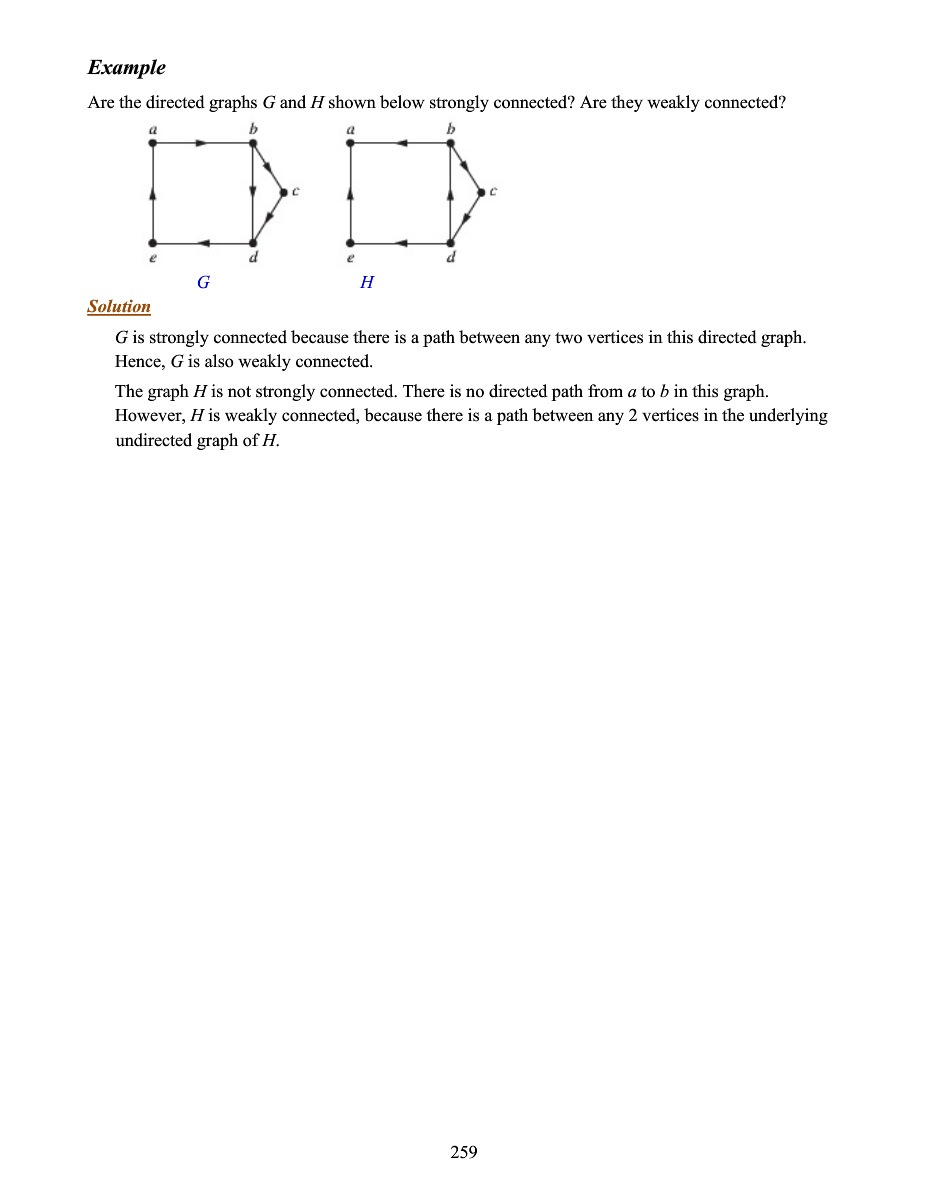 Example
Are the directed graphs G and H shown below strongly connected? Are they weakly connected?
a b a b
c c
e d e d
G H
Solution
G is strongly connected because there is a path between any two vertices in this directed graph.
Hence, G is also weakly connected.
The graph H is not strongly connected. There is no directed path from a to b in this graph.
However, H is weakly connected, because there is a path between any 2 vertices in the underlying
undirected graph of H.
259